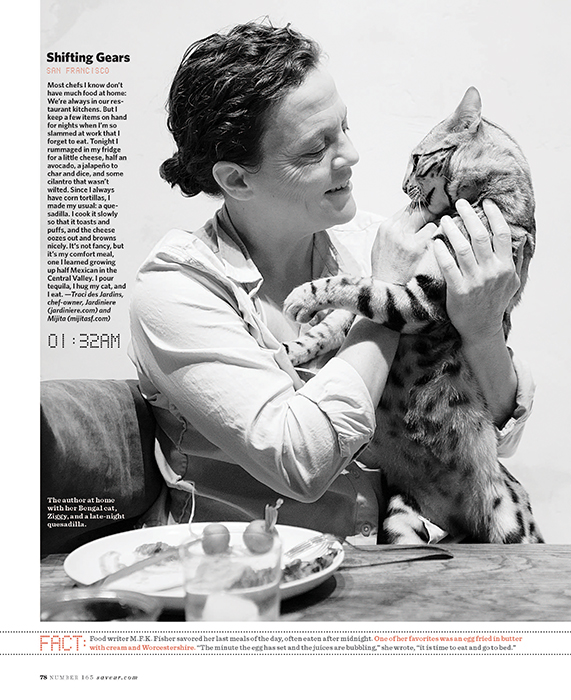 Shifting Gears
SAN FRANCISCO
Most chefs I know don't
have much food at home:
We're always in our res-
taurant kitchens. But I
keep a few items on hand
for nights when I'm so
slammed at work that I
forget to eat. Tonight I
rummaged in my fridge
for a little cheese, half an
avocado, a jalapeño to
char and dice, and some
cilantro that wasn't
wilted. Since I always
have corn tortillas, I
made my usual: a que-
sadilla. I cook it slowly
so that it toasts and
puffs, and the cheese
oozes out and browns
nicely. It's not fancy, but
it's my comfort meal,
one I learned growing
up half Mexican in the
Central Valley. I pour
tequila, I hug my cat, and
I eat. —Traci des Jardins,
chef-owner, Jardiniere
(jardiniere.com) and
Mijita (mijitasf.com)
01:32AM
The author at home
with her Bengal cat,
Ziggy, and a late-night
quesadilla.
FACT: Food writer M.F.K. Fisher savored her last meals of the day, often eaten after midnight. One of her favorites was an egg fried in butter
with cream and Worcestershire. "The minute the egg has set and the juices are bubbling," she wrote, "it is time to eat and go to bed."
78 NUMBER 165 saveur.com